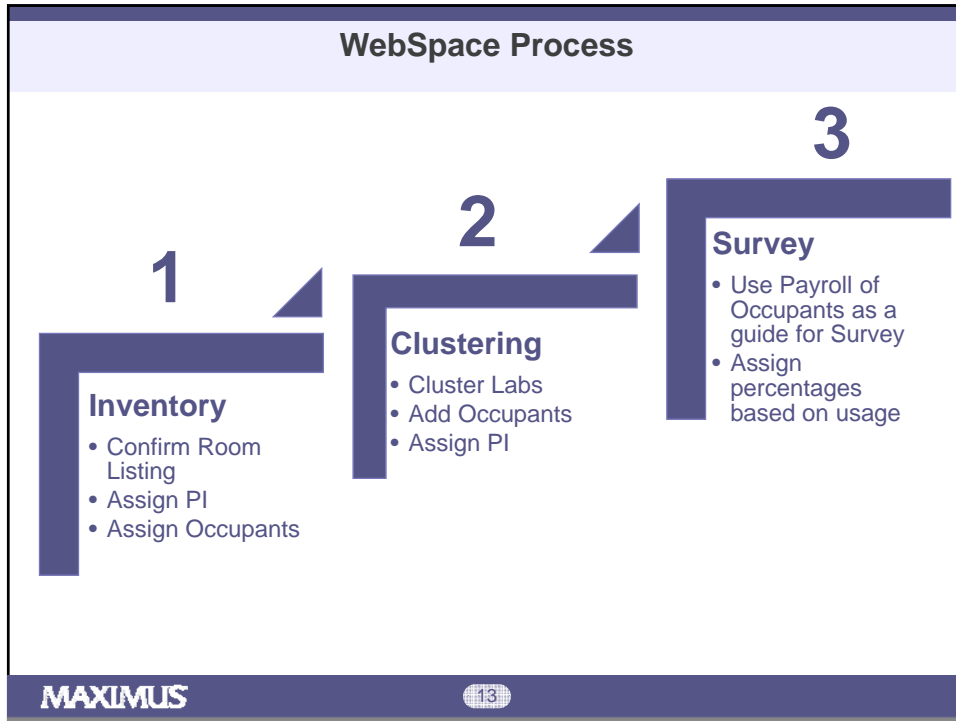 WebSpace Process
1
Inventory
• Confirm Room
Listing
• Assign PI
• Assign Occupants
2
Clustering
• Cluster Labs
• Add Occupants
• Assign PI
3
Survey
• Use Payroll of
Occupants as a
guide for Survey
• Assign
percentages
based on usage
MAXIMUS
13